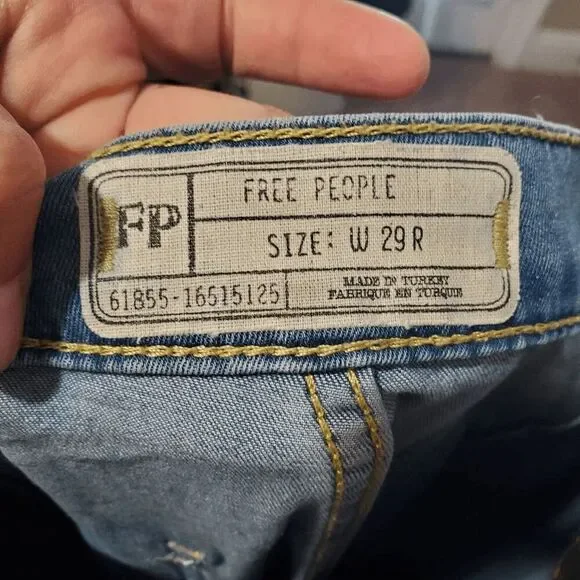 FP
FREE PEOPLE
SIZE: W 29 R
61855-16515125
MADE IN TURKEY
FABRIQUE EN TURQUIE